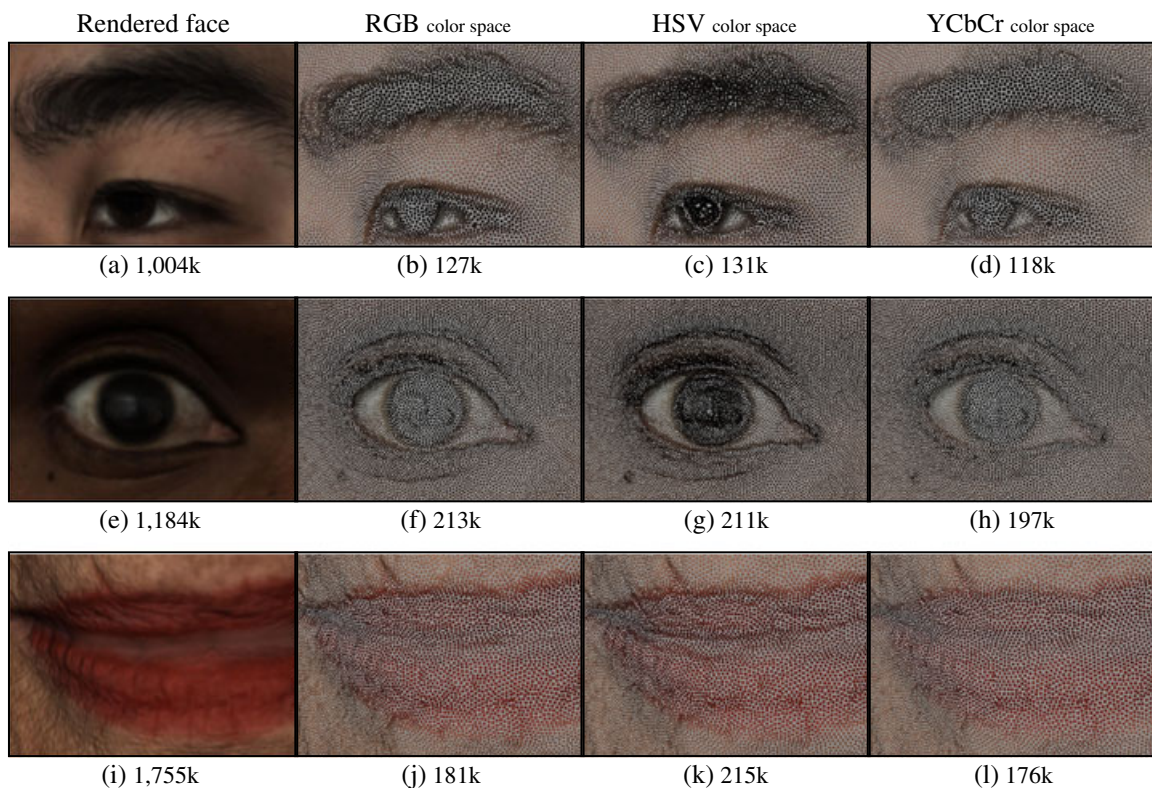 Rendered face RGB color space HSV color space YCbCr color space
(a) 1,004k (b) 127k (c) 131k (d) 118k
(e) 1,184k (f) 213k (g) 211k (h) 197k
(i) 1,755k (j) 181k (k) 215k (l) 176k